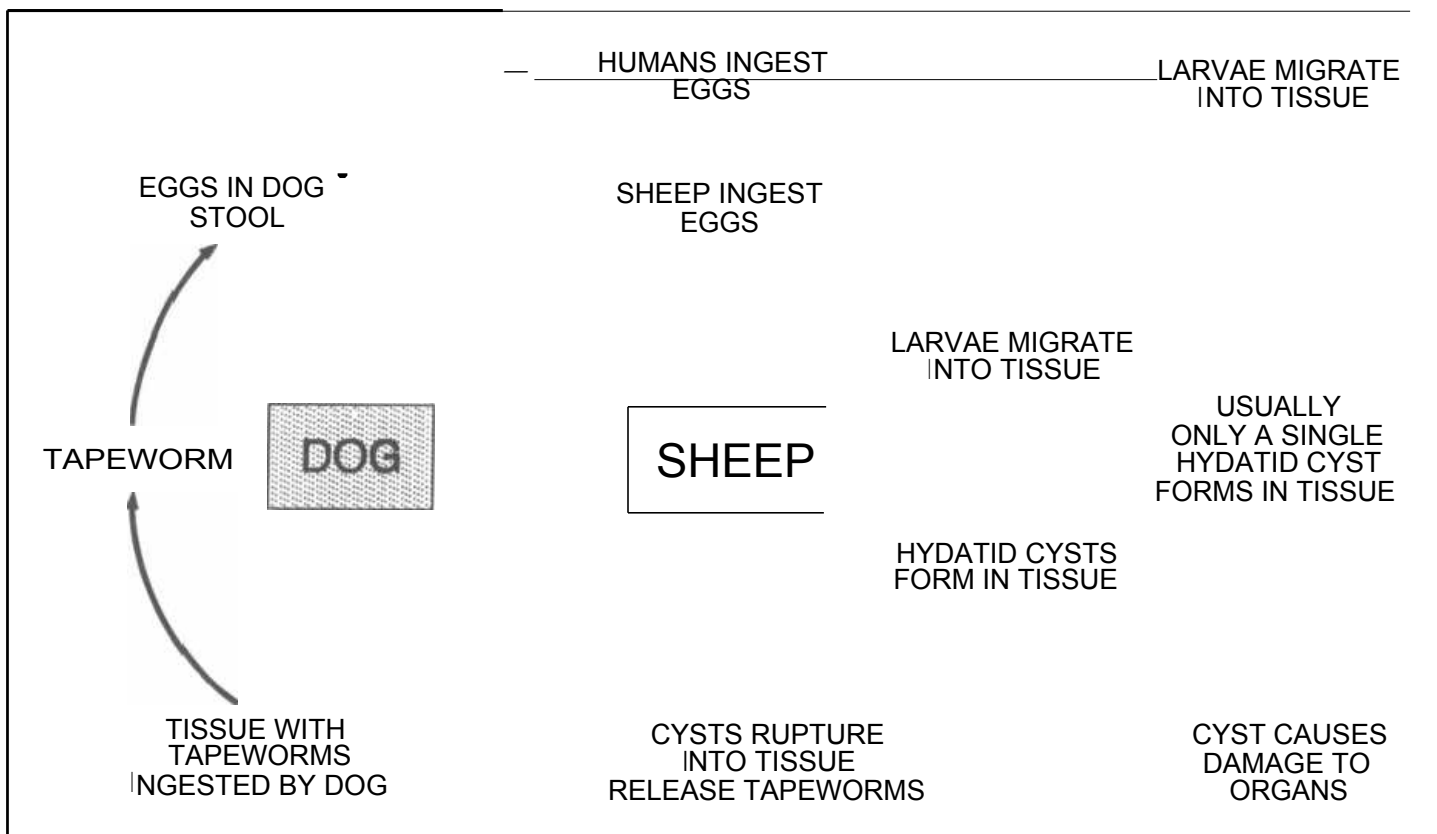 HUMANS INGEST
EGGS
LARVAE MIGRATE
INTO TISSUE
EGGS IN DOG
STOOL
SHEEP INGEST
EGGS
LARVAE MIGRATE
INTO TISSUE
TAPEWORM
DOG
SHEEP
USUALLY
ONLY A SINGLE
HYDATID CYST
FORMS IN TISSUE
HYDATID CYSTS
FORM IN TISSUE
TISSUE WITH
TAPEWORMS
INGESTED BY DOG
CYSTS RUPTURE
INTO TISSUE
RELEASE TAPEWORMS
CYST CAUSES
DAMAGE TO
ORGANS